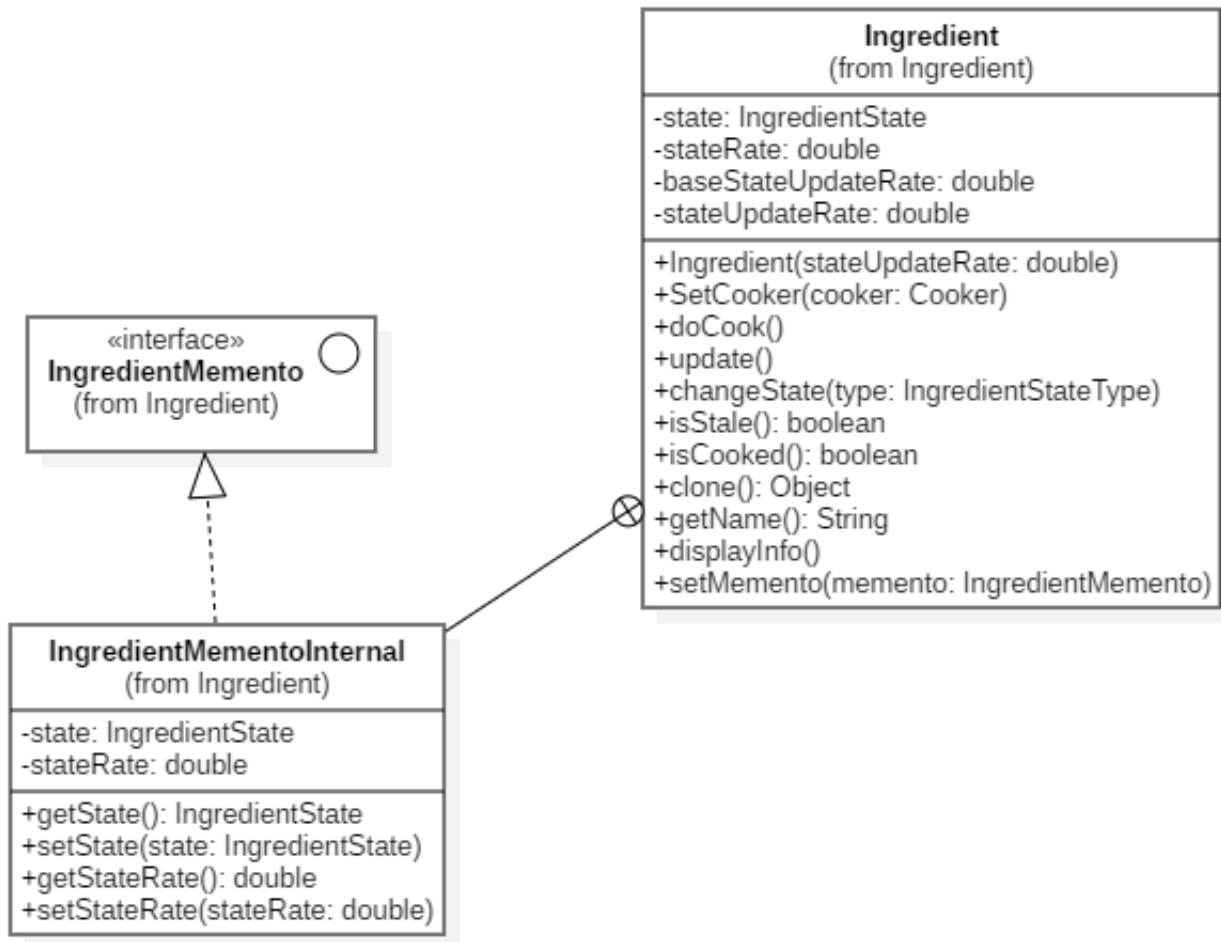 Ingredient
(from Ingredient)
-state: IngredientState
-stateRate: double
-baseStateUpdateRate: double
-stateUpdateRate: double
+Ingredient(stateUpdateRate: double)
+SetCooker(cooker: Cooker)
+doCook()
+update()
+changeState(type: IngredientStateType)
+isStale(): boolean
+isCooked(): boolean
+clone(): Object
+getName(): String
+displayInfo()
+setMemento(memento: IngredientMemento)
«interface»
IngredientMemento
(from Ingredient)
IngredientMementoInternal
(from Ingredient)
-state: IngredientState
-stateRate: double
+getState(): IngredientState
+setState(state: IngredientState)
+getStateRate(): double
+setStateRate(stateRate: double)